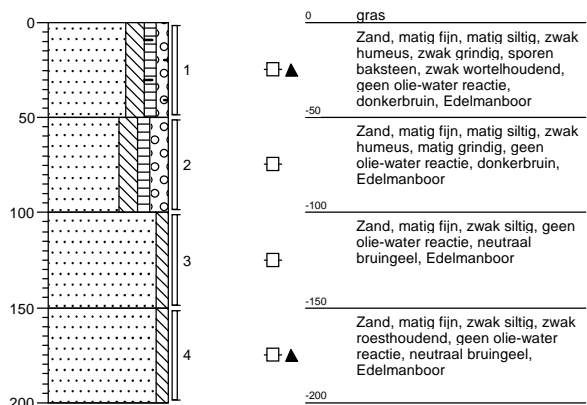 0
50
100
150
200
1
2
3
4
0 gras
Zand, matig fijn, matig siltig, zwak
humeus, zwak grindig, sporen
baksteen, zwak wortelhoudend,
geen olie-water reactie,
donkerbruin, Edelmanboor
-50
Zand, matig fijn, matig siltig, zwak
humeus, matig grindig, geen
olie-water reactie, donkerbruin,
Edelmanboor
-100
Zand, matig fijn, zwak siltig, geen
olie-water reactie, neutraal
bruingeel, Edelmanboor
-150
Zand, matig fijn, zwak siltig, zwak
roesthoudend, geen olie-water
reactie, neutraal bruingeel,
Edelmanboor
-200